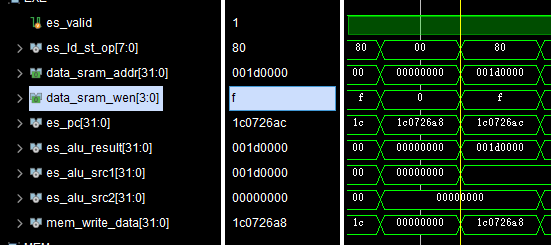 EXE
es_valid 1
es_ld_st_op[7:0] 80 80 00 80
data_sram_addr[31:0] 001d0000 00 00000000 001d0000
data_sram_wen[3:0] f f 0 f
es_pc[31:0] 1c0726ac 1c 1c0726a8 1c0726ac
es_alu_result[31:0] 001d0000 00 00000000 001d0000
es_alu_src1[31:0] 001d0000 00 00000000
es_alu_src2[31:0] 00000000 00 00000000
mem_write_data[31:0] 1c0726a8 1c 00000000 1c0726a8
MEM